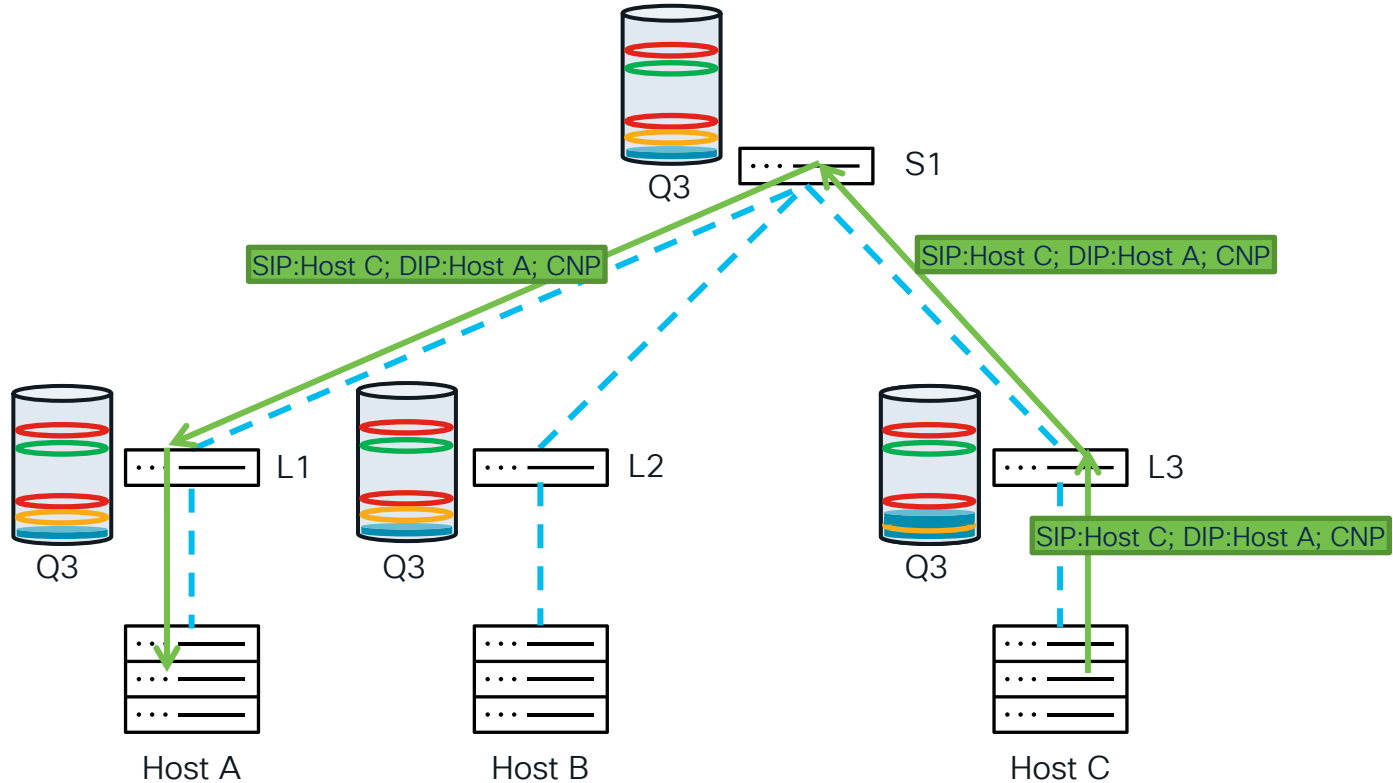 S1
Q3
SIP:Host C; DIP:Host A; CNP
SIP:Host C; DIP:Host A; CNP
L1
L2
L3
SIP:Host C; DIP:Host A; CNP
Q3
Q3
Q3
Host A
Host B
Host C